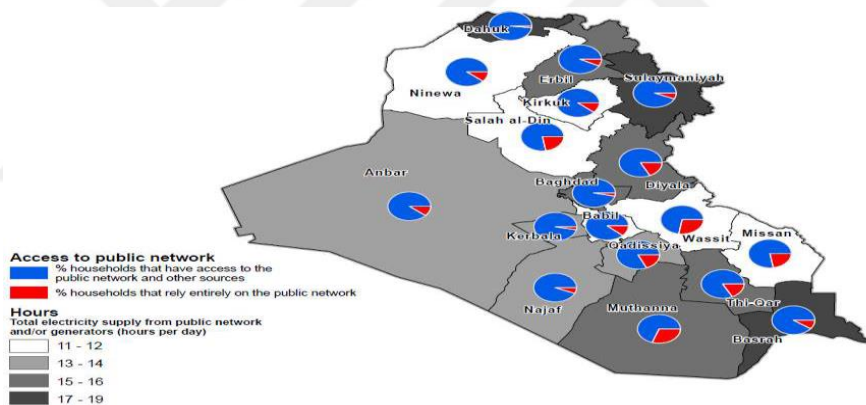 Dahuk
Erbil
Sulaymaniyah
Ninewa
Kirkuk
Salah al-Din
Anbar
Baghdad
Diyala
Babil
Kerbala
Wassit
Missan
Qadissiya
Najaf
Muthanna
Thi-Qar
Basrah
Access to public network
% households that have access to the
public network and other sources
% households that rely entirely on the public network
Hours
Total electricity supply from public network
and/or generators (hours per day)
11 - 12
13 - 14
15 - 16
17 - 19